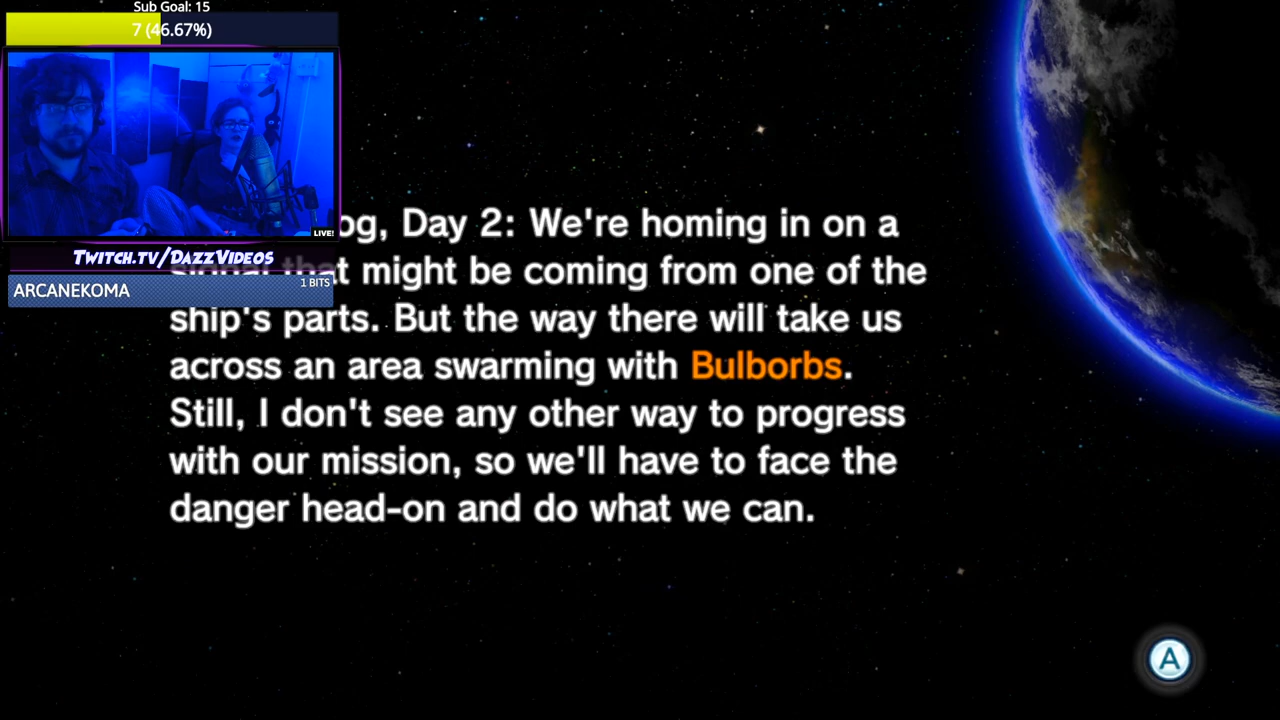 Sub Goal: 15
7 (46.67%)
LIVE!
Twitch.tv/DazzVideos
ARCANEKOMA
1 BITS
og, Day 2: We're homing in on a
signal that might be coming from one of the
ship's parts. But the way there will take us
across an area swarming with Bulborbs.
Still, I don't see any other way to progress
with our mission, so we'll have to face the
danger head-on and do what we can.
A